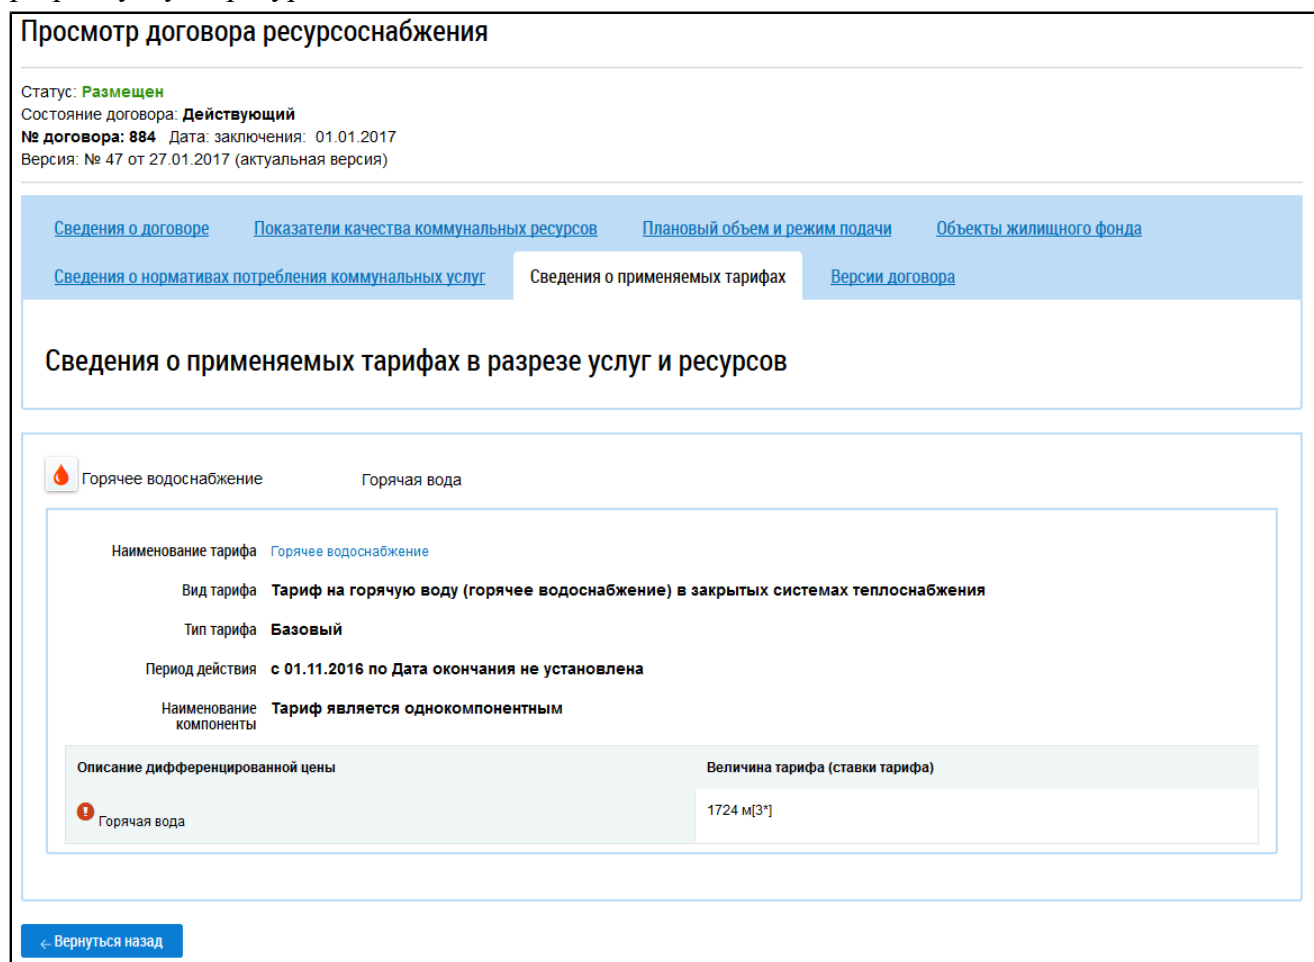 Просмотр договора ресурсоснабжения
Статус: Размещен
Состояние договора: Действующий
№ договора: 884 Дата: заключения: 01.01.2017
Версия: № 47 от 27.01.2017 (актуальная версия)
Сведения о договоре Показатели качества коммунальных ресурсов Плановый объем и режим подачи Объекты жилищного фонда
Сведения о нормативах потребления коммунальных услуг Сведения о применяемых тарифах Версии договора
Сведения о применяемых тарифах в разрезе услуг и ресурсов
Горячее водоснабжение Горячая вода
Наименование тарифа Горячее водоснабжение
Вид тарифа Тариф на горячую воду (горячее водоснабжение) в закрытых системах теплоснабжения
Тип тарифа Базовый
Период действия с 01.11.2016 по Дата окончания не установлена
Наименование компоненты Тариф является однокомпонентным
Описание дифференцированной цены Величина тарифа (ставки тарифа)
Горячая вода 1724 м[3*]
← Вернуться назад